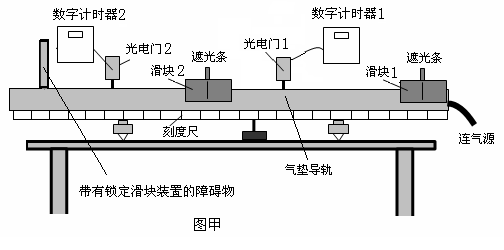 数字计时器2
数字计时器1
光电门2
光电门1
遮光条
遮光条
滑块2
滑块1
刻度尺
连气源
气垫导轨
带有锁定滑块装置的障碍物
图甲